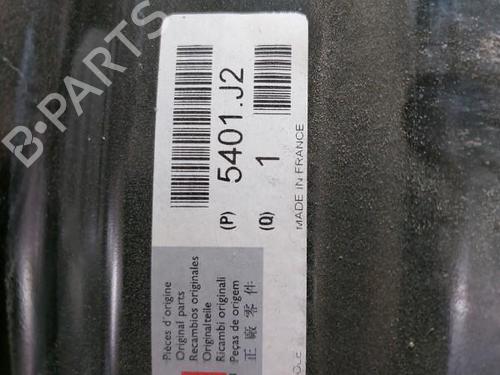 (P) 5401.J2
(Q) 1
MADE IN FRANCE
Pièces d'origine
Original parts
Recambios originales
Originalteile
Ricambi originali
Peças de origem
正廠零件
B-PARTS